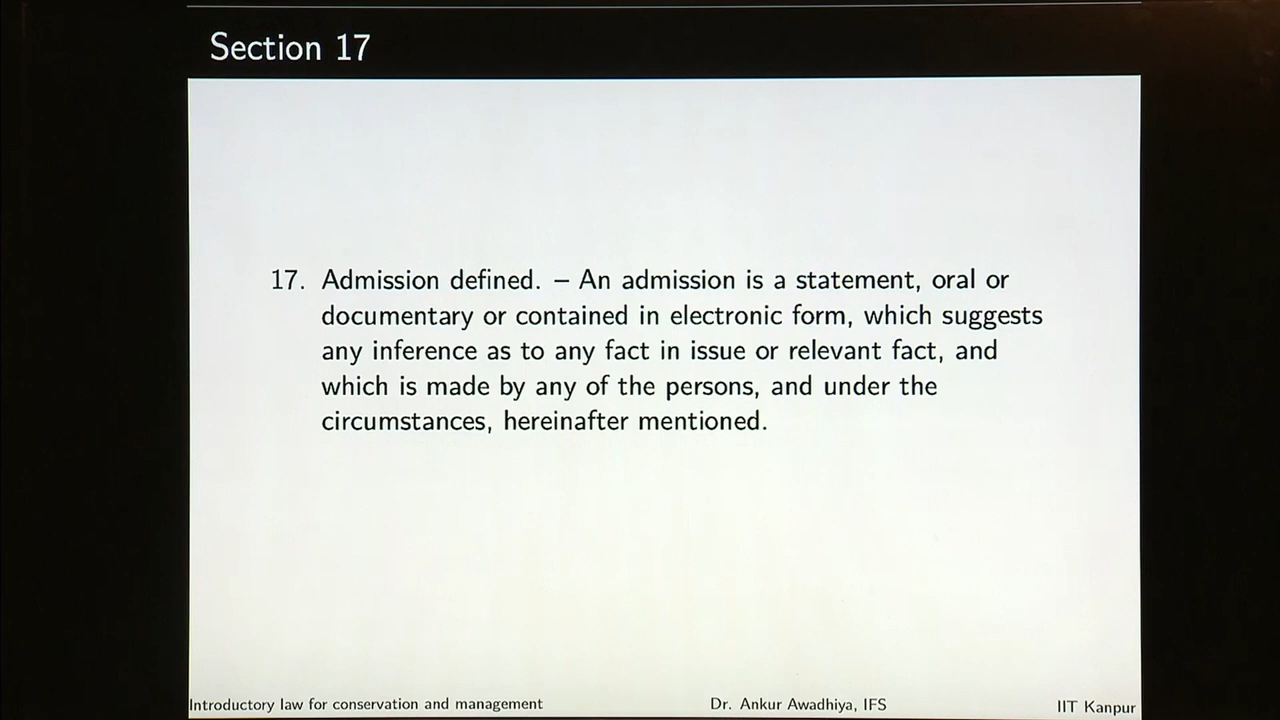 Section 17
17. Admission defined. – An admission is a statement, oral or
documentary or contained in electronic form, which suggests
any inference as to any fact in issue or relevant fact, and
which is made by any of the persons, and under the
circumstances, hereinafter mentioned.
Introductory law for conservation and management Dr. Ankur Awadhiya, IFS IIT Kanpur